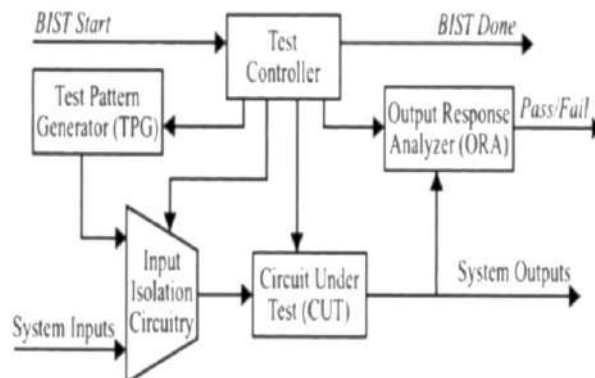 BIST Start
Test
Controller
BIST Done
Test Pattern
Generator (TPG)
Output Response
Analyzer (ORA)
Pass/Fail
Input
Isolation
Circuitry
Circuit Under
Test (CUT)
System Outputs
System Inputs